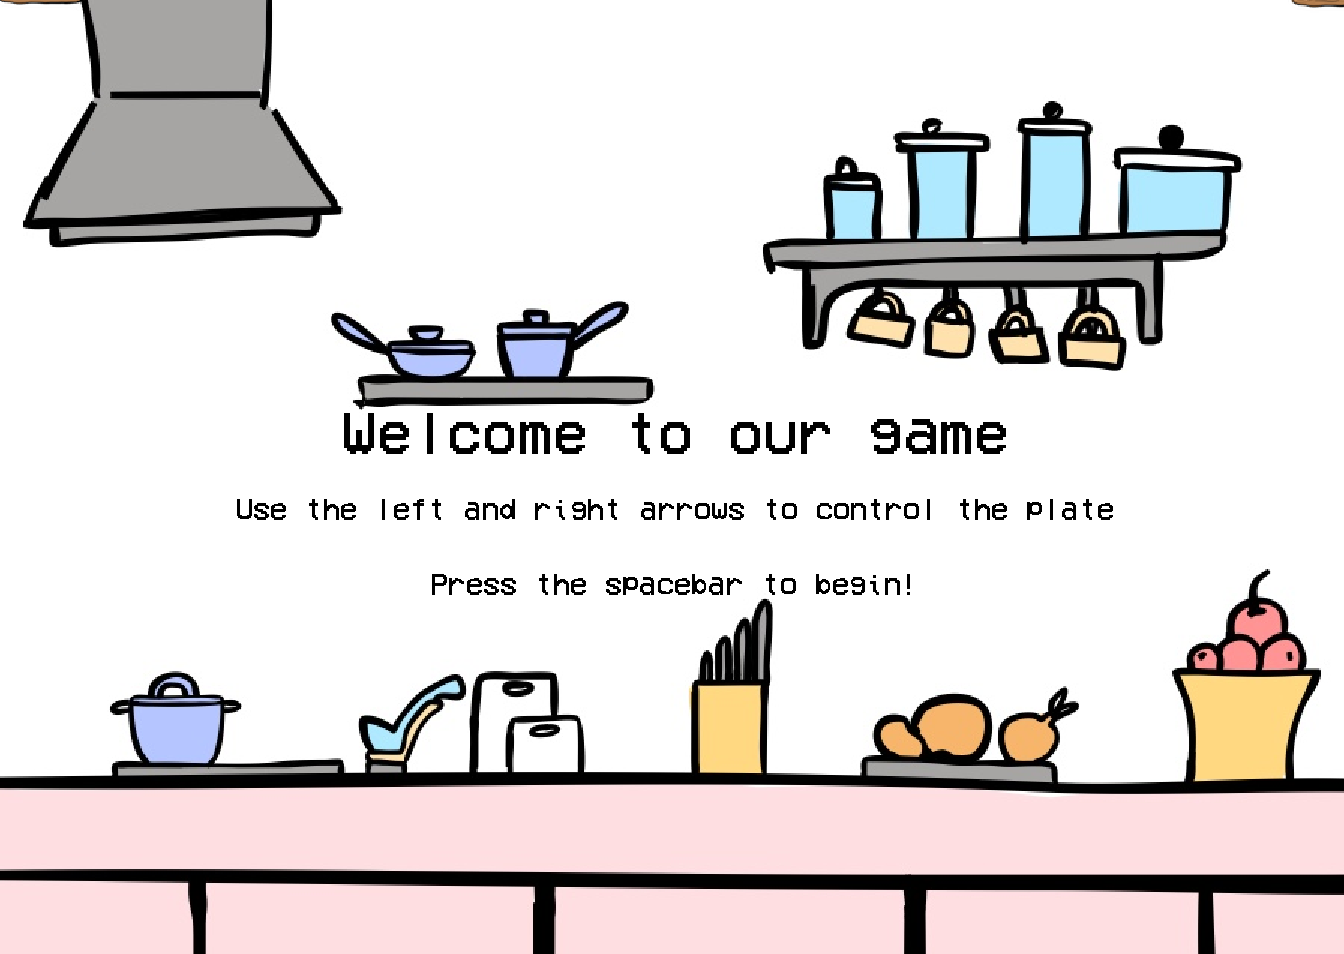 Welcome to our game
Use the left and right arrows to control the plate
Press the spacebar to begin!